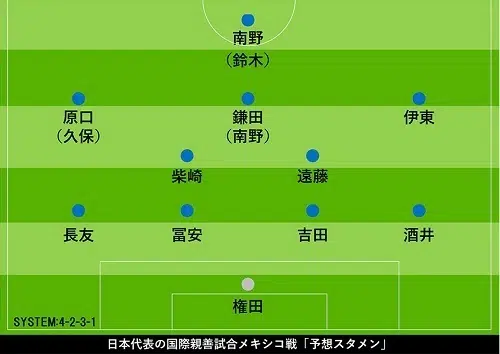 南野
（鈴木）
原口
（久保）
鎌田
（南野）
伊東
柴崎
遠藤
長友
冨安
吉田
酒井
権田
SYSTEM:4-2-3-1
日本代表の国際親善試合メキシコ戦「予想スタメン」